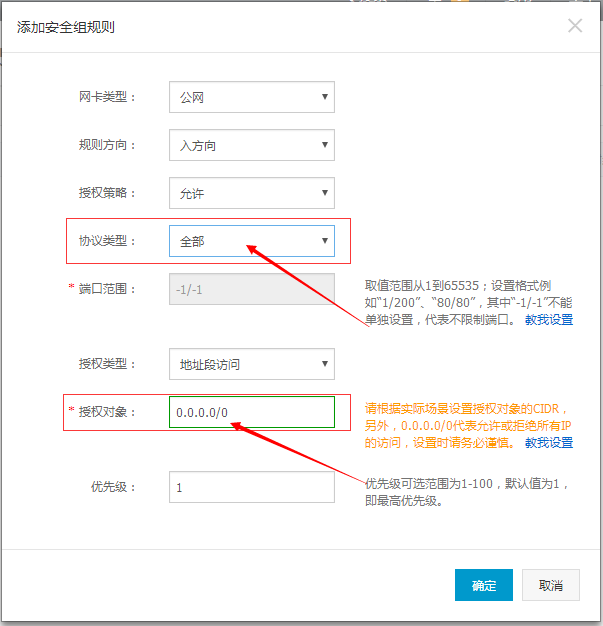 添加安全组规则
网卡类型：
公网
规则方向：
入方向
授权策略：
允许
协议类型：
全部
* 端口范围：
-1/-1
取值范围从1到65535；设置格式例
如“1/200”、“80/80”，其中“-1/-1”不能
单独设置，代表不限制端口。 教我设置
授权类型：
地址段访问
* 授权对象：
0.0.0.0/0
请根据实际场景设置授权对象的CIDR，
另外，0.0.0.0/0代表允许或拒绝所有IP
的访问，设置时请务必谨慎。 教我设置
优先级：
1
优先级可选范围为1-100，默认值为1，
即最高优先级。
确定
取消